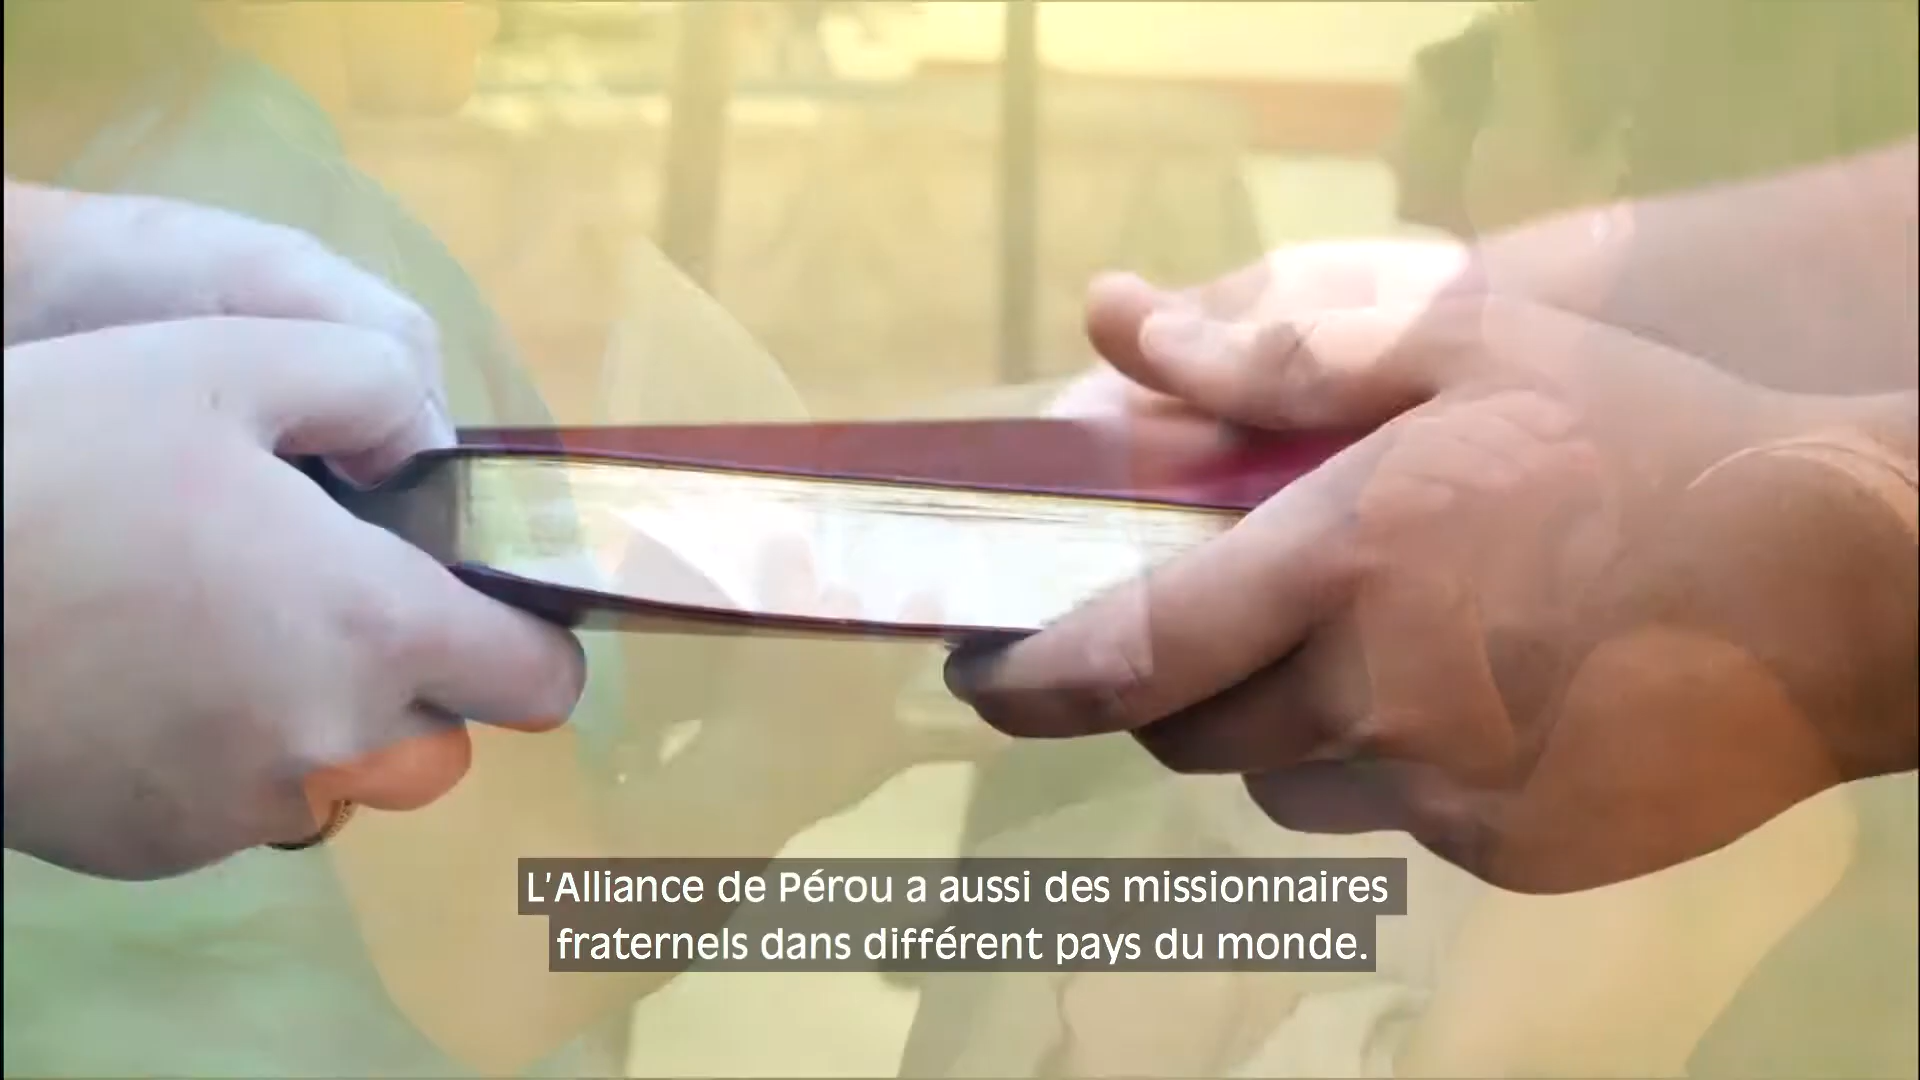 L'Alliance de Pérou a aussi des missionnaires
fraternels dans différent pays du monde.